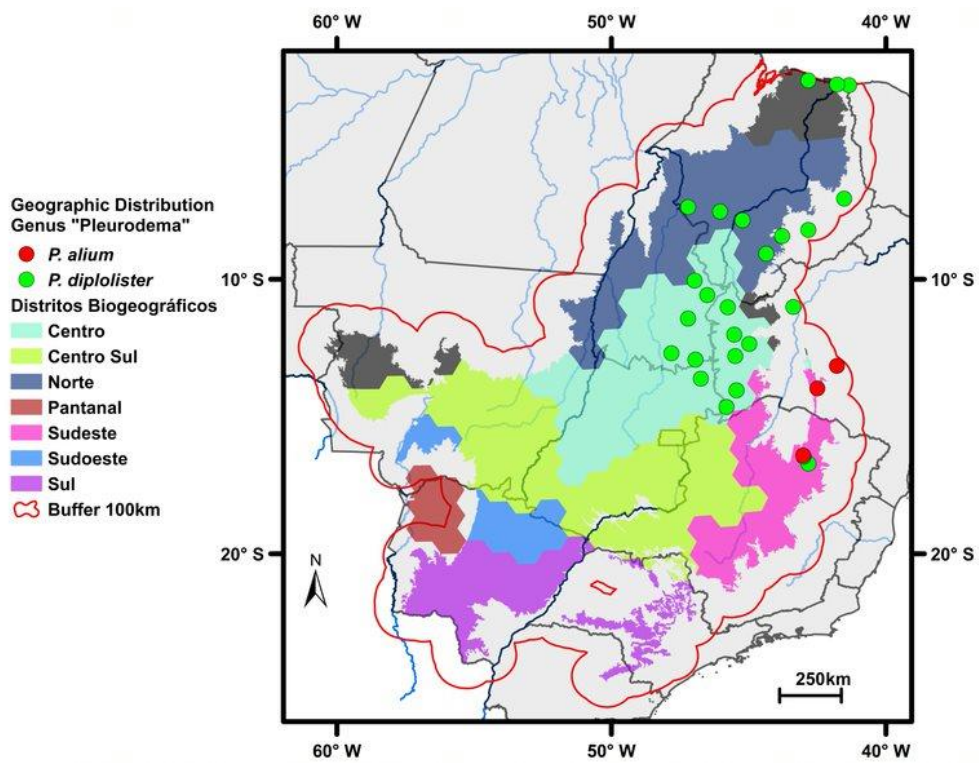 60° W 50° W 40° W
Geographic Distribution
Genus "Pleurodema"
P. alium
P. diplolister
Distritos Biogeográficos
Centro
Centro Sul
Norte
Pantanal
Sudeste
Sudoeste
Sul
Buffer 100km
10° S 10° S
20° S 20° S
N
250km
60° W 50° W 40° W